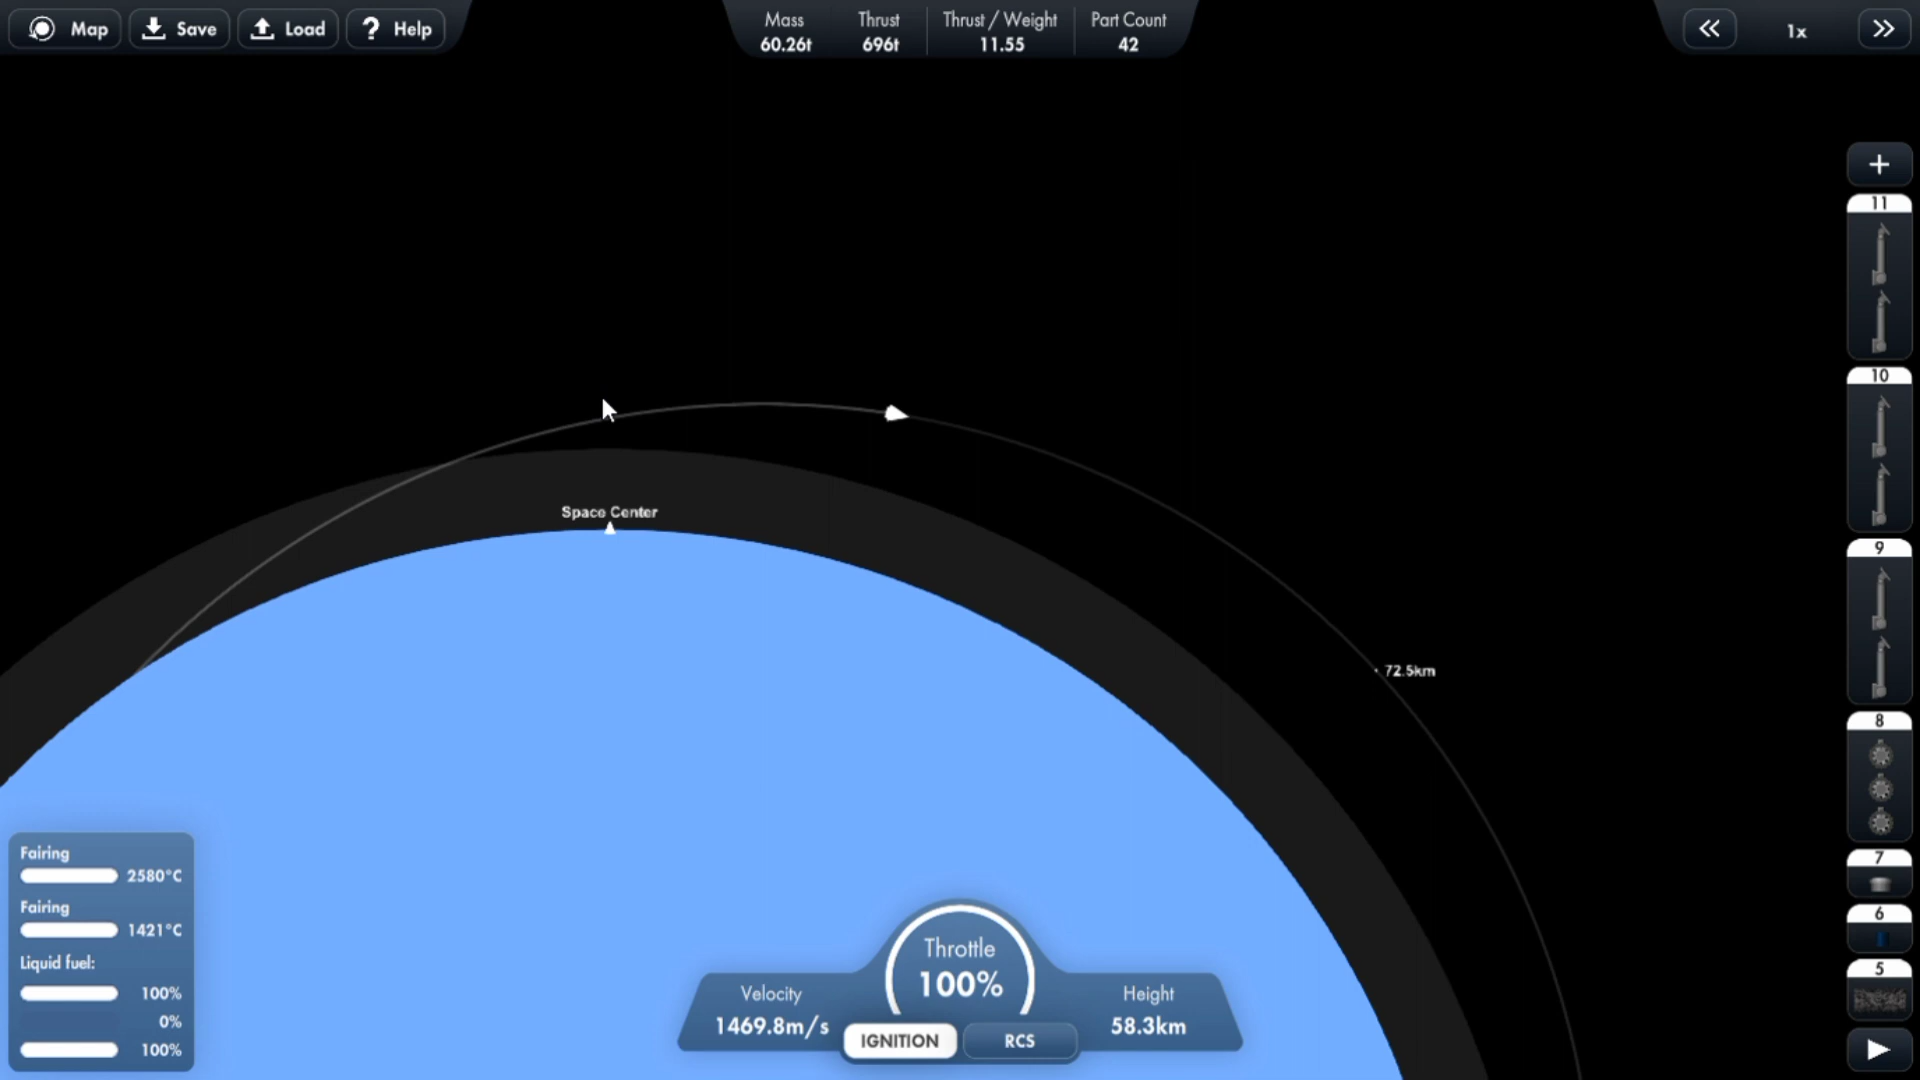 Map
Save
Load
? Help
Mass
60.26t
Thrust
696t
Thrust / Weight
11.55
Part Count
42
1x
11
10
9
8
7
6
5
Space Center
72.5km
Fairing
2580°C
Fairing
1421°C
Liquid fuel:
100%
0%
100%
Throttle
100%
Velocity
1469.8m/s
Height
58.3km
IGNITION
RCS